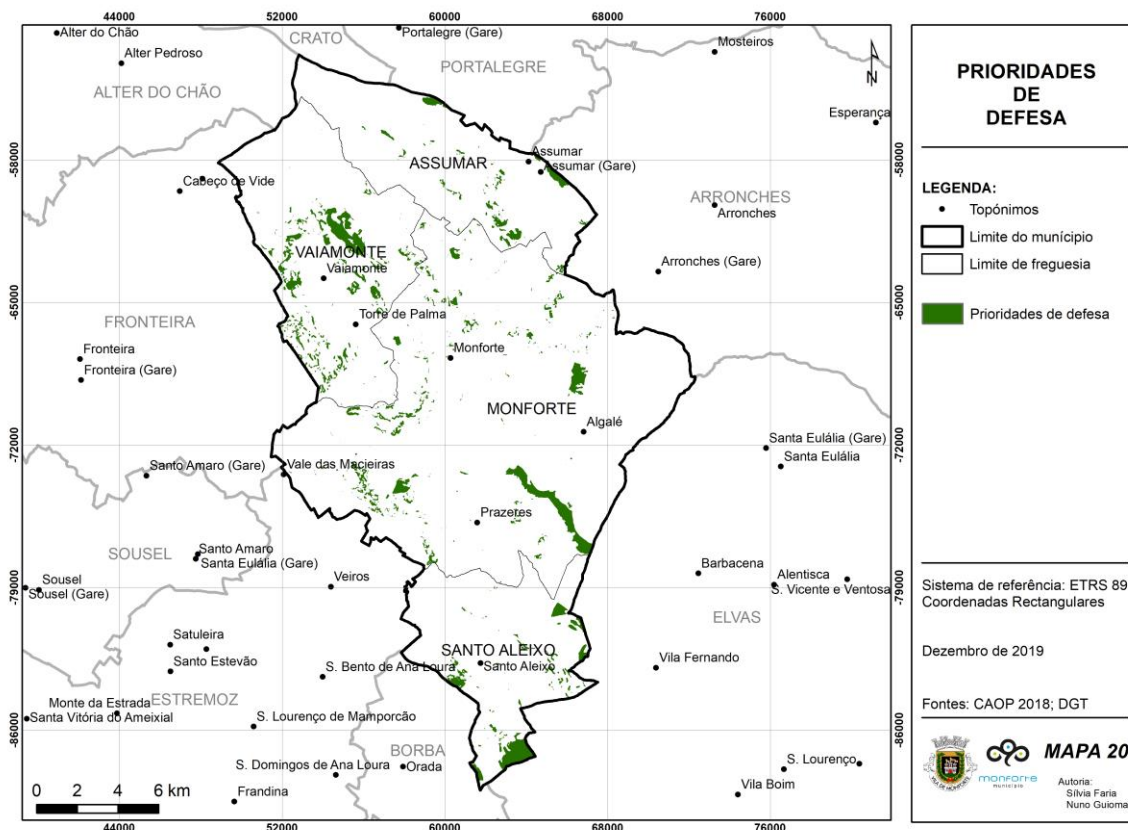 44000
52000
60000
68000
76000
Alter do Chão
CRATO
Portalegre (Gare)
Mosteiros
Alter Pedroso
PORTALEGRE
N
ALTER DO CHÃO
Esperança
-58000
-58000
ASSUMAR
Assumar
Assumar (Gare)
Cabeço de Vide
ARRONCHES
Arronches
VAIAMONTE
Vaiamonte
Arronches (Gare)
-65000
-65000
FRONTEIRA
Torre de Palma
Fronteira
Monforte
Fronteira (Gare)
MONFORTE
Algalé
-72000
-72000
Santa Eulália (Gare)
Santo Amaro (Gare)
Vale das Macieiras
Santa Eulália
Prazeres
SOUSEL
Santo Amaro
Santa Eulália (Gare)
Sousel
Sousel (Gare)
Veiros
Barbacena
Alentisca
S. Vicente e Ventosa
-79000
-79000
ELVAS
Satuleira
SANTO ALEIXO
Santo Estevão
S. Bento de Ana Loura
Santo Aleixo
Vila Fernando
ESTREMOZ
Monte da Estrada
Santa Vitória do Ameixial
S. Lourenço de Mamporcão
-86000
-86000
BORBA
S. Domingos de Ana Loura
Orada
S. Lourenço
Vila Boim
Frandina
0 2 4 6 km
44000
52000
60000
68000
76000
PRIORIDADES
DE
DEFESA
LEGENDA:
Topónimos
Limite do munícipio
Limite de freguesia
Prioridades de defesa
Sistema de referência: ETRS 89
Coordenadas Rectangulares
Dezembro de 2019
Fontes: CAOP 2018; DGT
VILA DE MONFORTE
monforte
município
MAPA 20
Autoria:
Sílvia Faria
Nuno Guioma